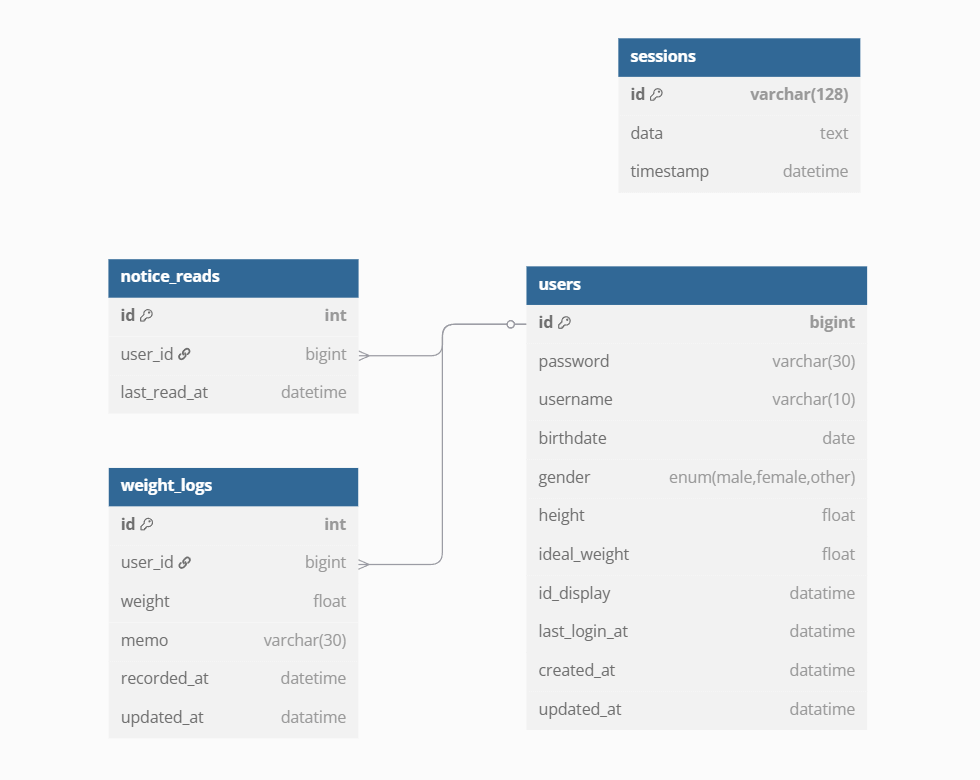 sessions
id varchar(128)
data text
timestamp datetime
notice_reads
id int
user_id bigint
last_read_at datetime
users
id bigint
password varchar(30)
username varchar(10)
birthdate date
gender enum(male,female,other)
height float
ideal_weight float
id_display datatime
last_login_at datatime
created_at datatime
updated_at datatime
weight_logs
id int
user_id bigint
weight float
memo varchar(30)
recorded_at datetime
updated_at datatime